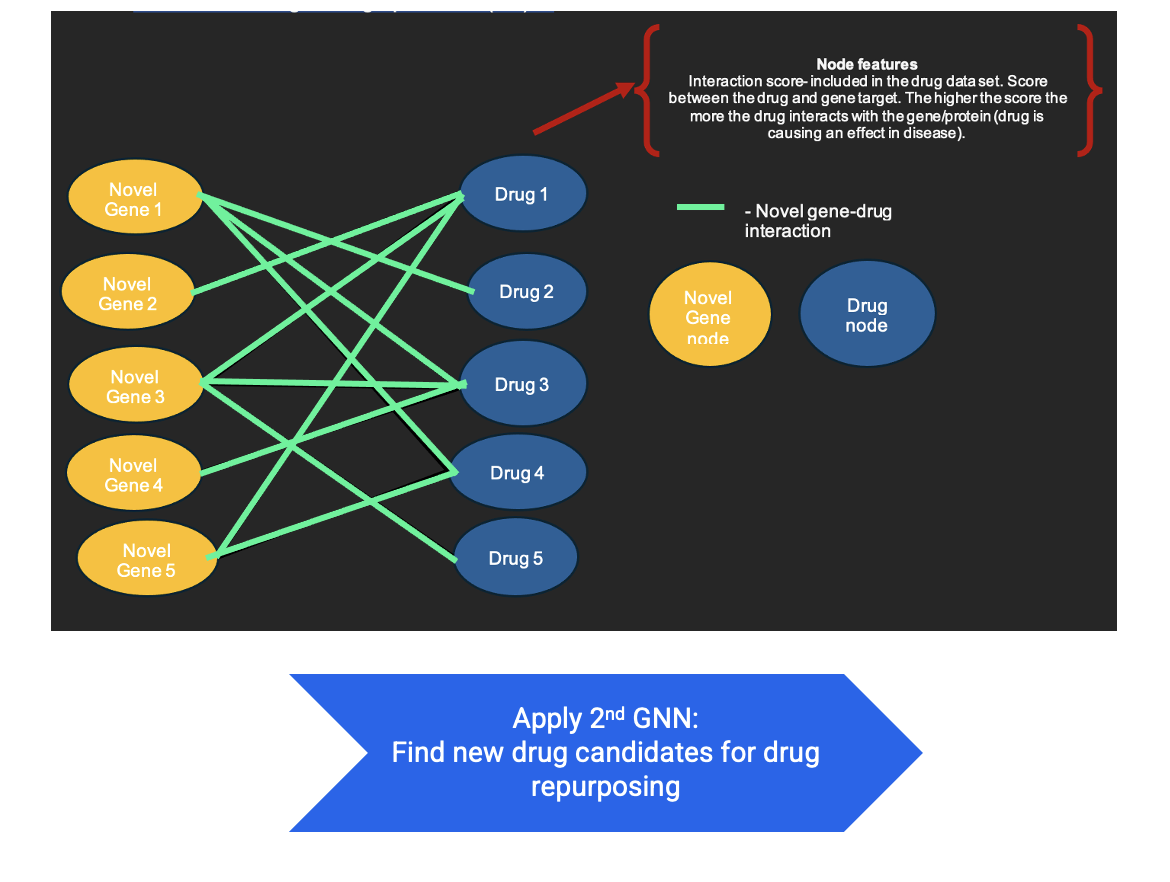 Node features
Interaction score- included in the drug data set. Score
between the drug and gene target. The higher the score the
more the drug interacts with the gene/protein (drug is
causing an effect in disease).
Novel
Gene 1
Drug 1
- Novel gene-drug
interaction
Novel
Gene 2
Drug 2
Novel
Gene
node
Drug
node
Novel
Gene 3
Drug 3
Novel
Gene 4
Drug 4
Novel
Gene 5
Drug 5
Apply 2nd GNN:
Find new drug candidates for drug
repurposing